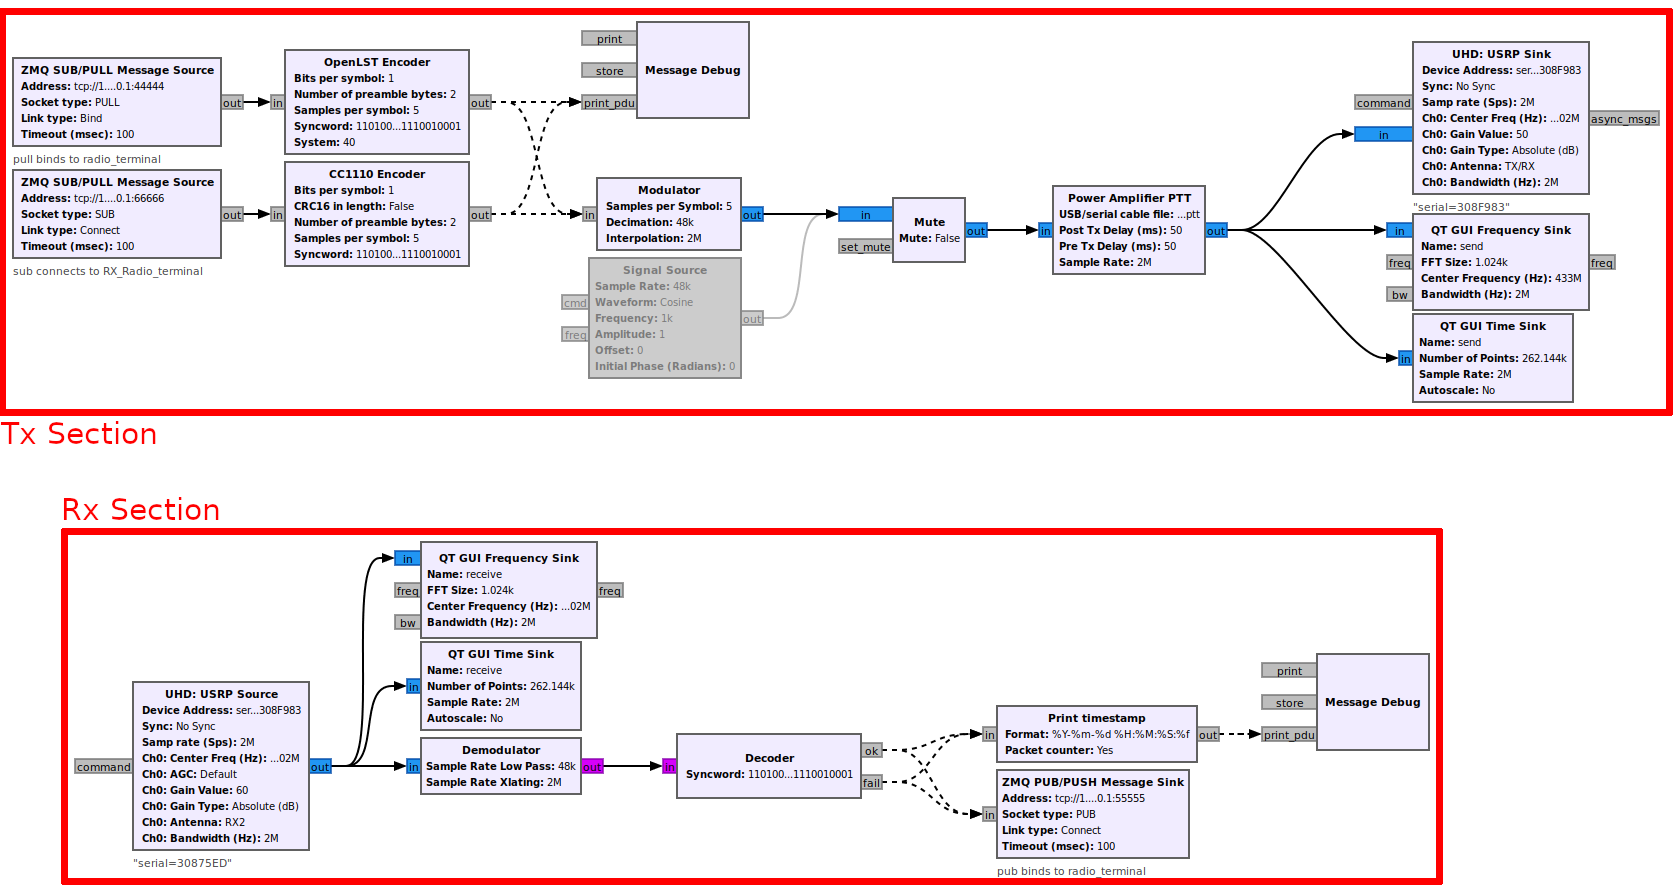 ZMQ SUB/PULL Message Source
Address: tcp://1....0.1:44444
Socket type: PULL
Link type: Bind
Timeout (msec): 100
out
pull binds to radio_terminal
ZMQ SUB/PULL Message Source
Address: tcp://1....0.1:66666
Socket type: SUB
Link type: Connect
Timeout (msec): 100
out
sub connects to RX_Radio_terminal
in
OpenLST Encoder
Bits per symbol: 1
Number of preamble bytes: 2
Samples per symbol: 5
Syncword: 110100...1110010001
System: 40
out
in
CC1110 Encoder
Bits per symbol: 1
CRC16 in length: False
Number of preamble bytes: 2
Samples per symbol: 5
Syncword: 110100...1110010001
out
print
store
print_pdu
Message Debug
in
Modulator
Samples per Symbol: 5
Decimation: 48k
Interpolation: 2M
out
cmd
freq
Signal Source
Sample Rate: 48k
Waveform: Cosine
Frequency: 1k
Amplitude: 1
Offset: 0
Initial Phase (Radians): 0
out
in
set_mute
Mute
Mute: False
out
in
Power Amplifier PTT
USB/serial cable file: ...ptt
Post Tx Delay (ms): 50
Pre Tx Delay (ms): 50
Sample Rate: 2M
out
command
in
UHD: USRP Sink
Device Address: ser...308F983
Sync: No Sync
Samp rate (Sps): 2M
Ch0: Center Freq (Hz): ...02M
Ch0: Gain Value: 50
Ch0: Gain Type: Absolute (dB)
Ch0: Antenna: TX/RX
Ch0: Bandwidth (Hz): 2M
async_msgs
"serial=308F983"
in
freq
bw
QT GUI Frequency Sink
Name: send
FFT Size: 1.024k
Center Frequency (Hz): 433M
Bandwidth (Hz): 2M
freq
in
QT GUI Time Sink
Name: send
Number of Points: 262.144k
Sample Rate: 2M
Autoscale: No
Tx Section
Rx Section
command
UHD: USRP Source
Device Address: ser...308F983
Sync: No Sync
Samp rate (Sps): 2M
Ch0: Center Freq (Hz): ...02M
Ch0: AGC: Default
Ch0: Gain Value: 60
Ch0: Gain Type: Absolute (dB)
Ch0: Antenna: RX2
Ch0: Bandwidth (Hz): 2M
out
"serial=30875ED"
in
freq
bw
QT GUI Frequency Sink
Name: receive
FFT Size: 1.024k
Center Frequency (Hz): ...02M
Bandwidth (Hz): 2M
freq
in
QT GUI Time Sink
Name: receive
Number of Points: 262.144k
Sample Rate: 2M
Autoscale: No
in
Demodulator
Sample Rate Low Pass: 48k
Sample Rate Xlating: 2M
out
in
Decoder
Syncword: 110100...1110010001
ok
fail
in
Print timestamp
Format: %Y-%m-%d %H:%M:%S:%f
Packet counter: Yes
out
in
ZMQ PUB/PUSH Message Sink
Address: tcp://1....0.1:55555
Socket type: PUB
Link type: Connect
Timeout (msec): 100
pub binds to radio_terminal
print
store
print_pdu
Message Debug